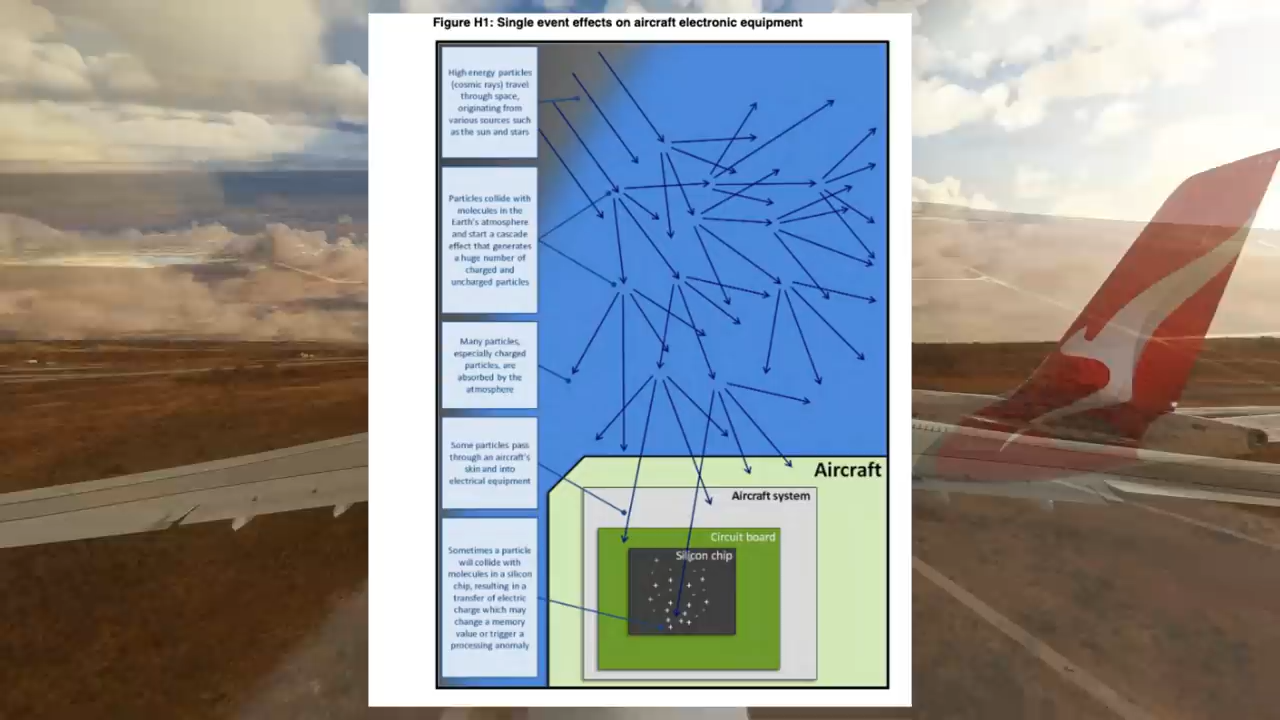 Figure H1: Single event effects on aircraft electronic equipment
High energy particles
(cosmic rays) travel
through space,
originating from
various sources such
as the sun and stars
Particles collide with
molecules in the
Earth's atmosphere
and start a cascade
effect that generates
a huge number of
charged and
uncharged particles
Many particles,
especially charged
particles, are
absorbed by the
atmosphere
Some particles pass
through an aircraft's
skin and into
electrical equipment
Sometimes a particle
will collide with
molecules in a silicon
chip, resulting in a
transfer of electric
charge which may
change a memory
value or trigger a
processing anomaly
Aircraft
Aircraft system
Circuit board
Silicon chip